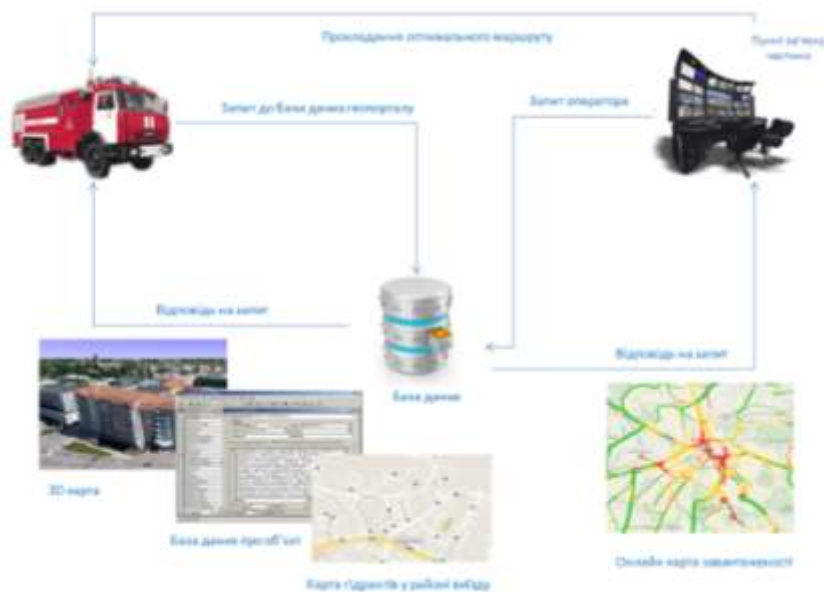 Прокладання оптимального маршруту
Пункт зв'язку
частини
Запит до бази даних геопорталу
Запит оператора
Відповідь на запит
Відповідь на запит
База даних
3D карта
База даних про об'єкт
Карта гідрантів у районі виїзду
Онлайн карта завантаженості